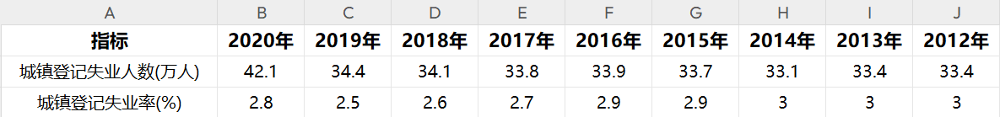 A B C D E F G H I J
指标 2020年 2019年 2018年 2017年 2016年 2015年 2014年 2013年 2012年
城镇登记失业人数(万人) 42.1 34.4 34.1 33.8 33.9 33.7 33.1 33.4 33.4
城镇登记失业率(%) 2.8 2.5 2.6 2.7 2.9 2.9 3 3 3